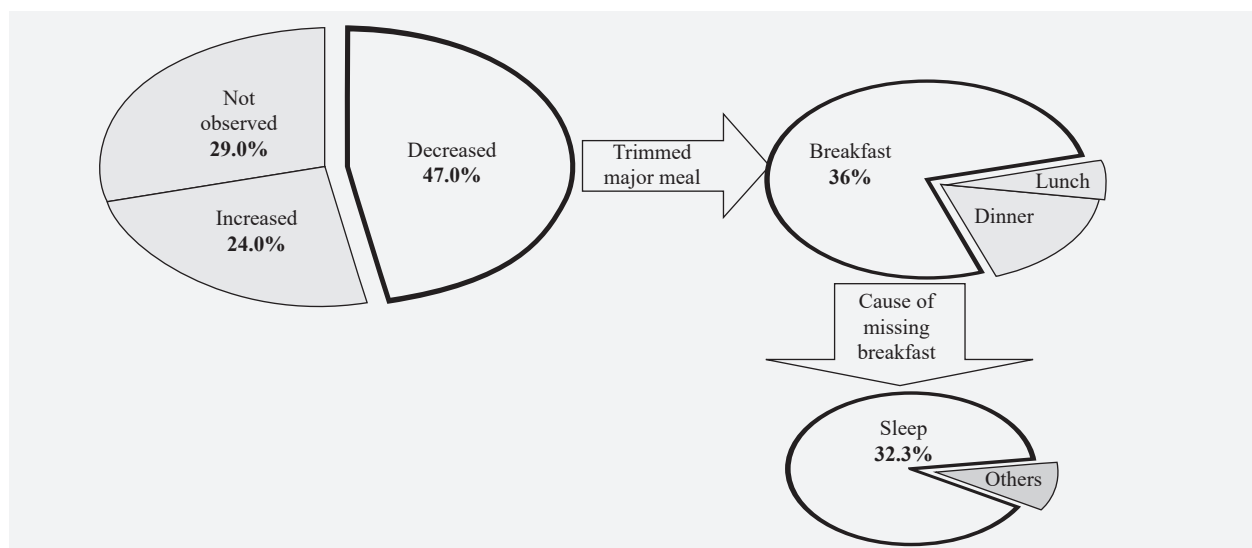 Not
observed
29.0%
Increased
24.0%
Decreased
47.0%
Trimmed
major meal
Breakfast
36%
Lunch
Dinner
Cause of
missing
breakfast
Sleep
32.3%
Others